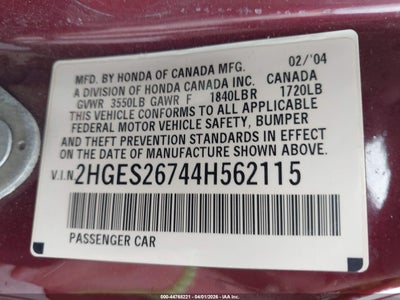 MFD. BY HONDA OF CANADA MFG. 02/'04
A DIVISION OF HONDA CANADA INC. CANADA
GVWR 3550LB GAWR F 1840LBR 1720LB
THIS VEHICLE CONFORMS TO ALL APPLICABLE
FEDERAL MOTOR VEHICLE SAFETY, BUMPER
AND THEFT PREVENTION STANDARDS IN EFFECT
ON THE DATE OF MANUFACTURE SHOWN ABOVE.
V.I.N 2HGES26744H562115
PASSENGER CAR
000-44768221 - 04/01/2026 - IAA Inc.